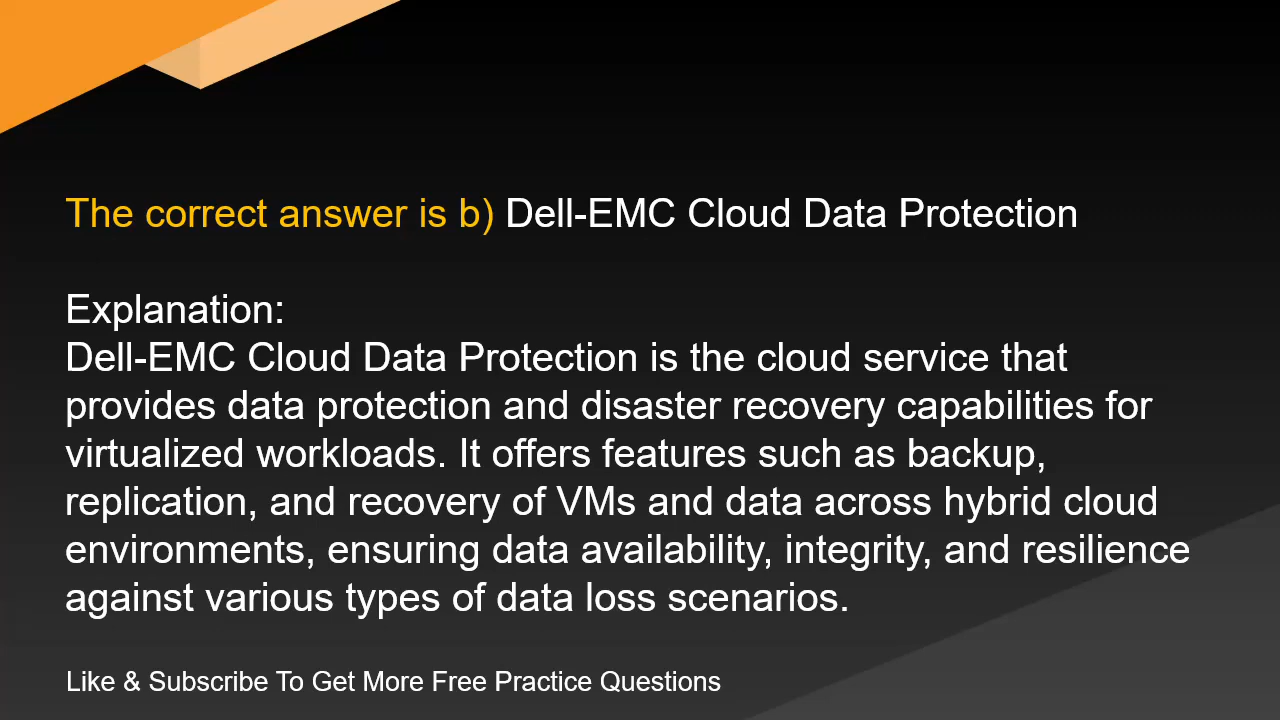 The correct answer is b) Dell-EMC Cloud Data Protection
Explanation:
Dell-EMC Cloud Data Protection is the cloud service that
provides data protection and disaster recovery capabilities for
virtualized workloads. It offers features such as backup,
replication, and recovery of VMs and data across hybrid cloud
environments, ensuring data availability, integrity, and resilience
against various types of data loss scenarios.
Like & Subscribe To Get More Free Practice Questions